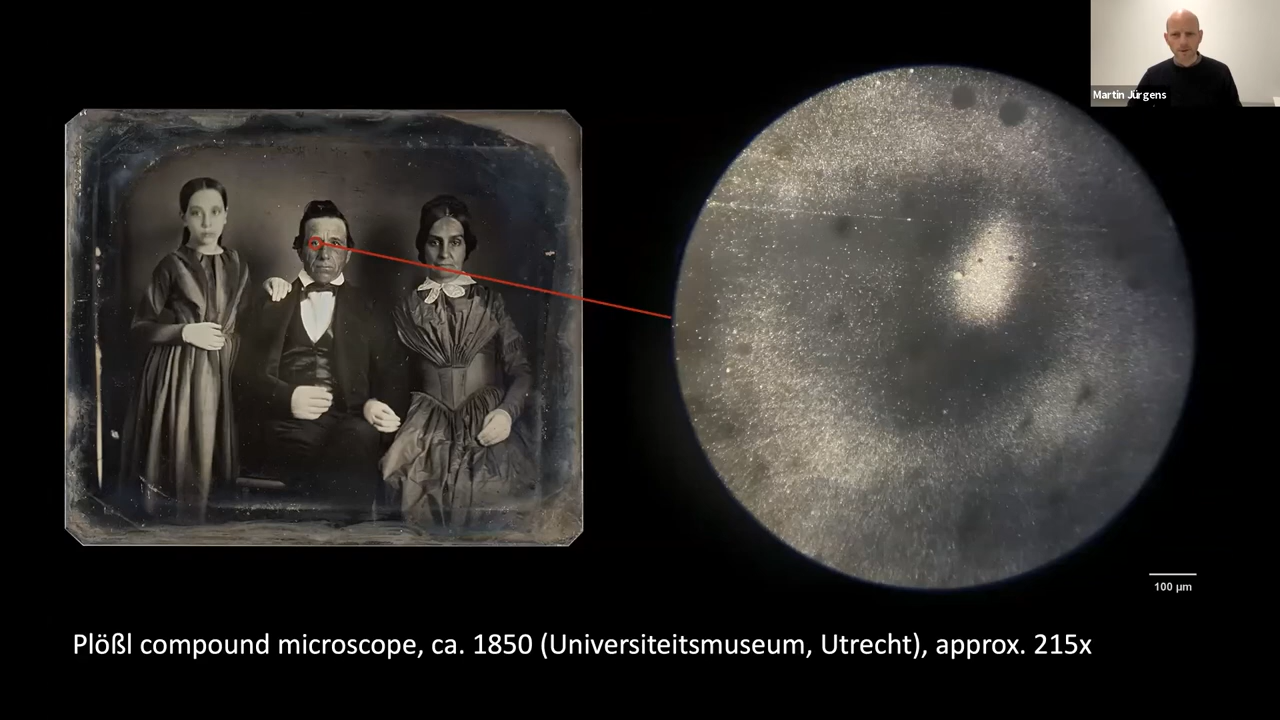 Martin Jürgens
100 µm
Plößl compound microscope, ca. 1850 (Universiteitsmuseum, Utrecht), approx. 215x